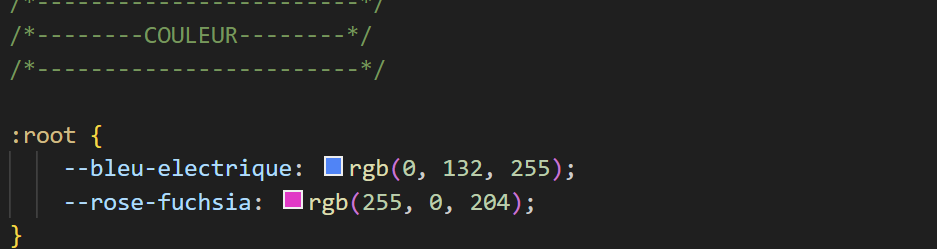 /*------------------------*/
/*--------COULEUR--------*/
/*------------------------*/
:root {
--bleu-electrique: rgb(0, 132, 255);
--rose-fuchsia: rgb(255, 0, 204);
}